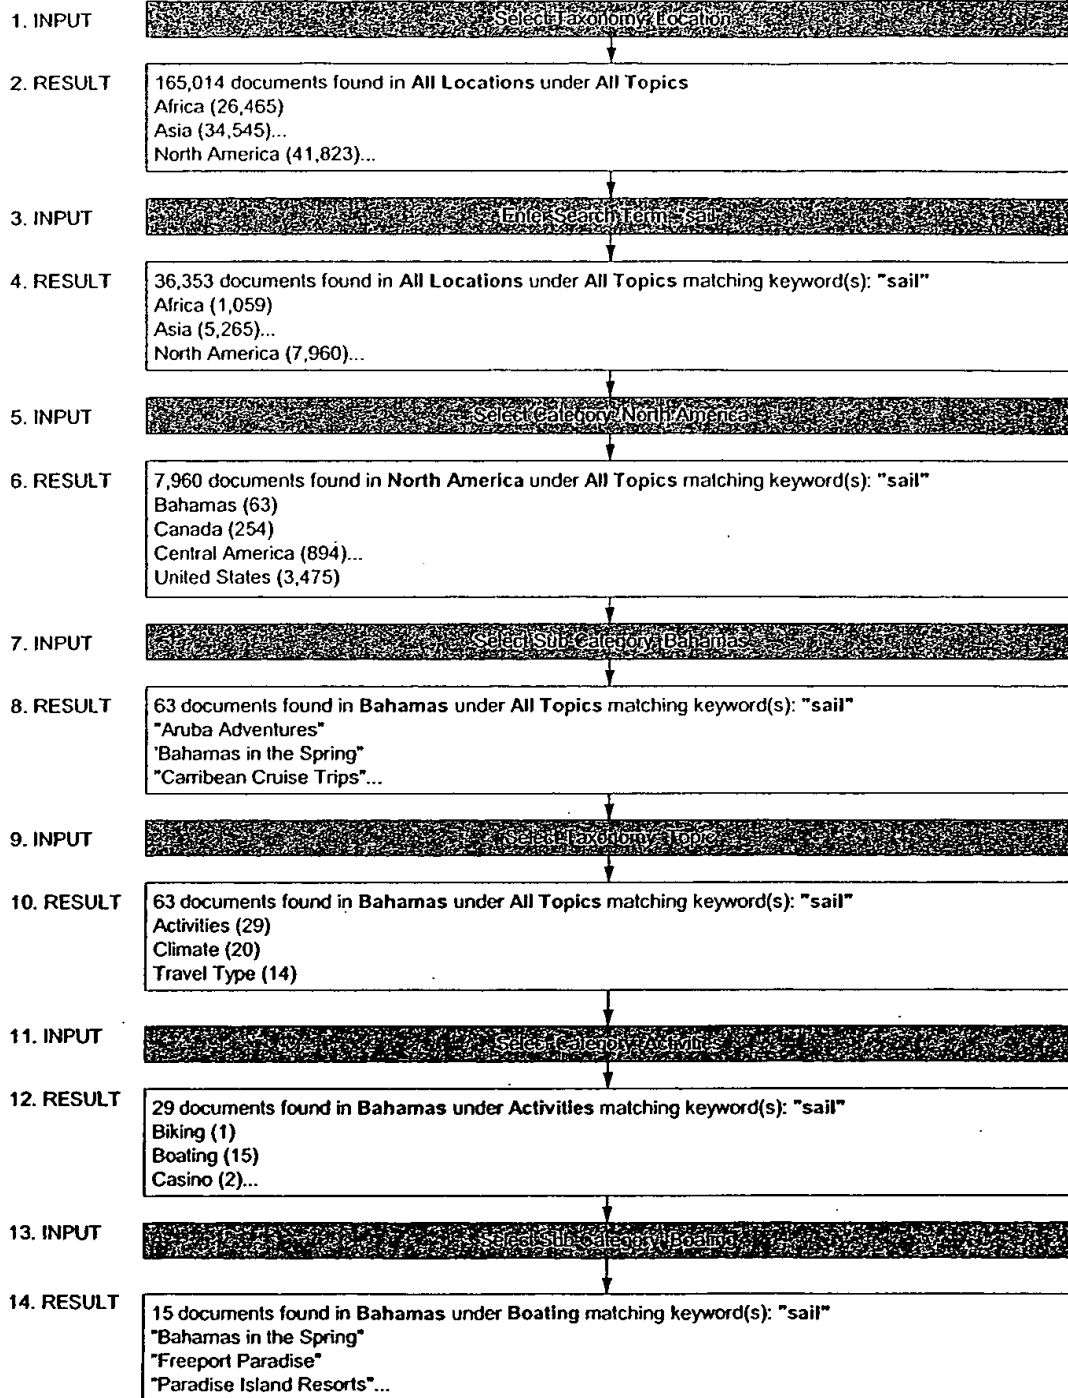 1. INPUT
Select Taxonomy: Location
2. RESULT
165,014 documents found in All Locations under All Topics
Africa (26,465)
Asia (34,545)...
North America (41,823)...
3. INPUT
Enter Search Term: "sail"
4. RESULT
36,353 documents found in All Locations under All Topics matching keyword(s): "sail"
Africa (1,059)
Asia (5,265)...
North America (7,960)...
5. INPUT
Select Category: North America
6. RESULT
7,960 documents found in North America under All Topics matching keyword(s): "sail"
Bahamas (63)
Canada (254)
Central America (894)...
United States (3,475)
7. INPUT
Select Sub-Category: Bahama
8. RESULT
63 documents found in Bahamas under All Topics matching keyword(s): "sail"
"Aruba Adventures"
'Bahamas in the Spring"
"Carribean Cruise Trips"...
9. INPUT
Select Taxonomy: Topic
10. RESULT
63 documents found in Bahamas under All Topics matching keyword(s): "sail"
Activities (29)
Climate (20)
Travel Type (14)
11. INPUT
Select Category: Activitie
12. RESULT
29 documents found in Bahamas under Activities matching keyword(s): "sail"
Biking (1)
Boating (15)
Casino (2)...
13. INPUT
Select Sub-Category: Boating
14. RESULT
15 documents found in Bahamas under Boating matching keyword(s): "sail"
"Bahamas in the Spring"
"Freeport Paradise"
"Paradise Island Resorts"...